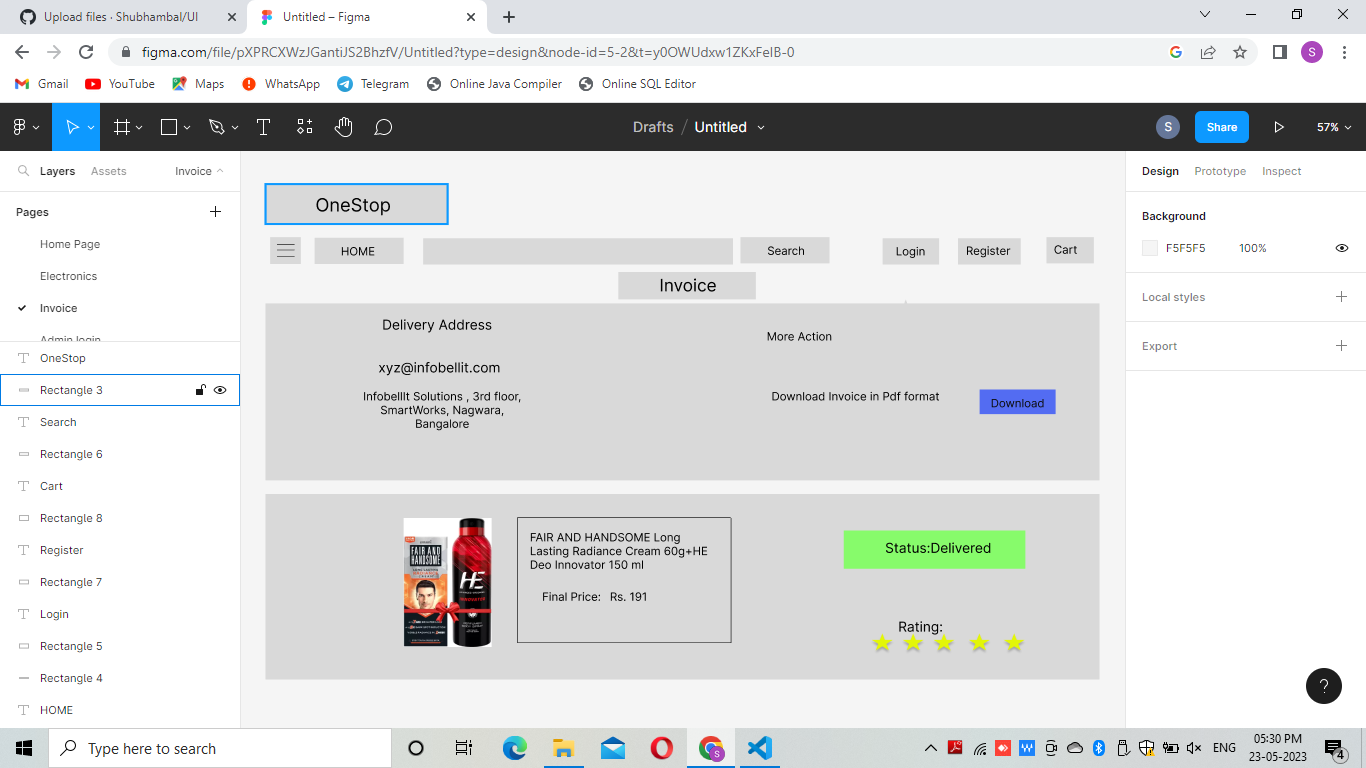 Upload files · Shubhambal/UI
Untitled – Figma
figma.com/file/pXPRCXWzJGantiJS2BhzfV/Untitled?type=design&node-id=5-2&t=y0OWUdxw1ZKxFeIB-0
S
Gmail
YouTube
Maps
WhatsApp
Telegram
Online Java Compiler
Online SQL Editor
Drafts / Untitled
S
Share
57%
Layers
Assets
Invoice
Pages
Home Page
Electronics
Invoice
Admin login
OneStop
Rectangle 3
Search
Rectangle 6
Cart
Rectangle 8
Register
Rectangle 7
Login
Rectangle 5
Rectangle 4
HOME
OneStop
HOME
Search
Login
Register
Cart
Invoice
Delivery Address
xyz@infobellit.com
InfobellIt Solutions , 3rd floor,
SmartWorks, Nagwara,
Bangalore
More Action
Download Invoice in Pdf format
Download
FAIR AND
HANDSOME
HE
INNOVATOR
FAIR AND HANDSOME Long
Lasting Radiance Cream 60g+HE
Deo Innovator 150 ml
Final Price: Rs. 191
Status:Delivered
Rating:
Design
Prototype
Inspect
Background
F5F5F5
100%
Local styles
Export
?
Type here to search
S
ENG
05:30 PM
23-05-2023
4